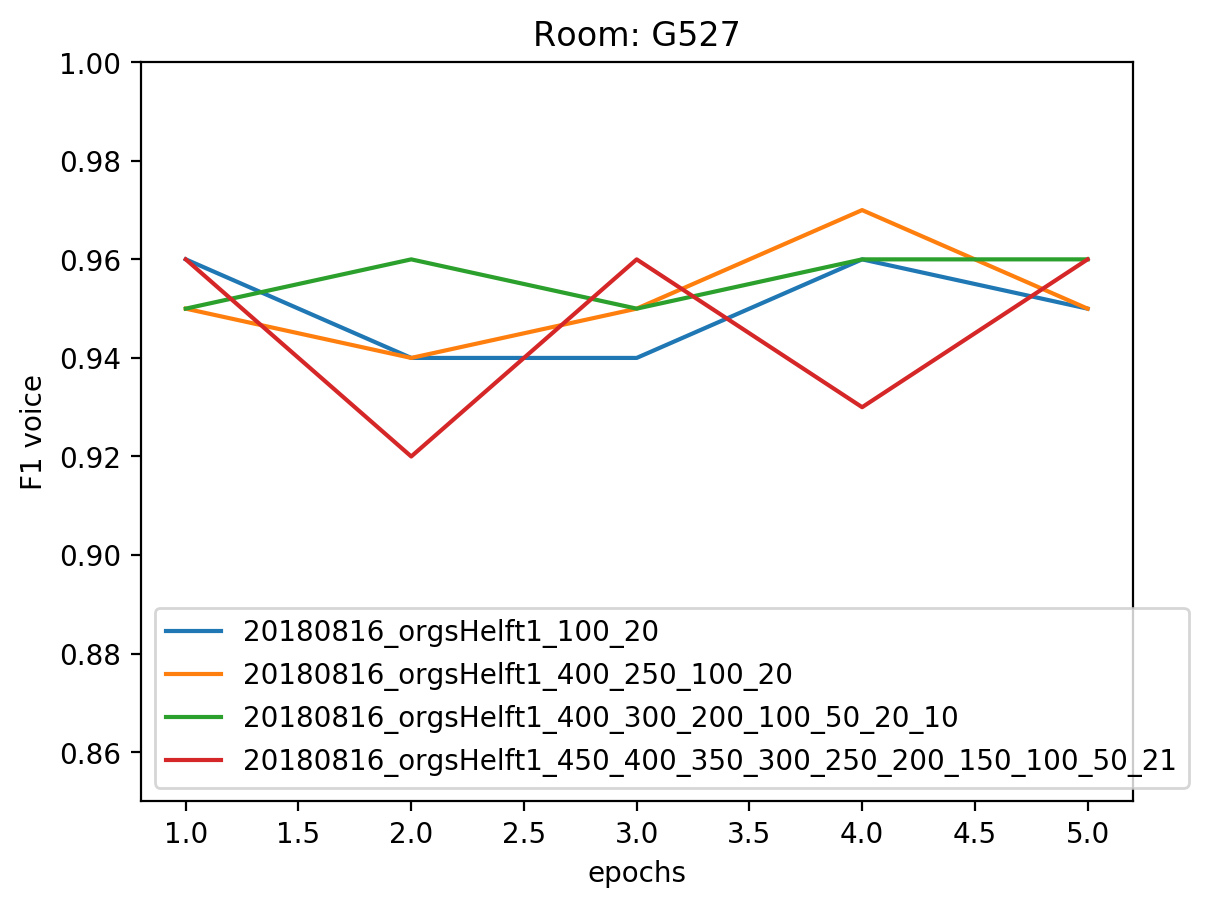 Room: G527
1.00
0.98
0.96
0.94
0.92
0.90
0.88
0.86
F1 voice
20180816_orgsHelft1_100_20
20180816_orgsHelft1_400_250_100_20
20180816_orgsHelft1_400_300_200_100_50_20_10
20180816_orgsHelft1_450_400_350_300_250_200_150_100_50_21
1.0 1.5 2.0 2.5 3.0 3.5 4.0 4.5 5.0
epochs